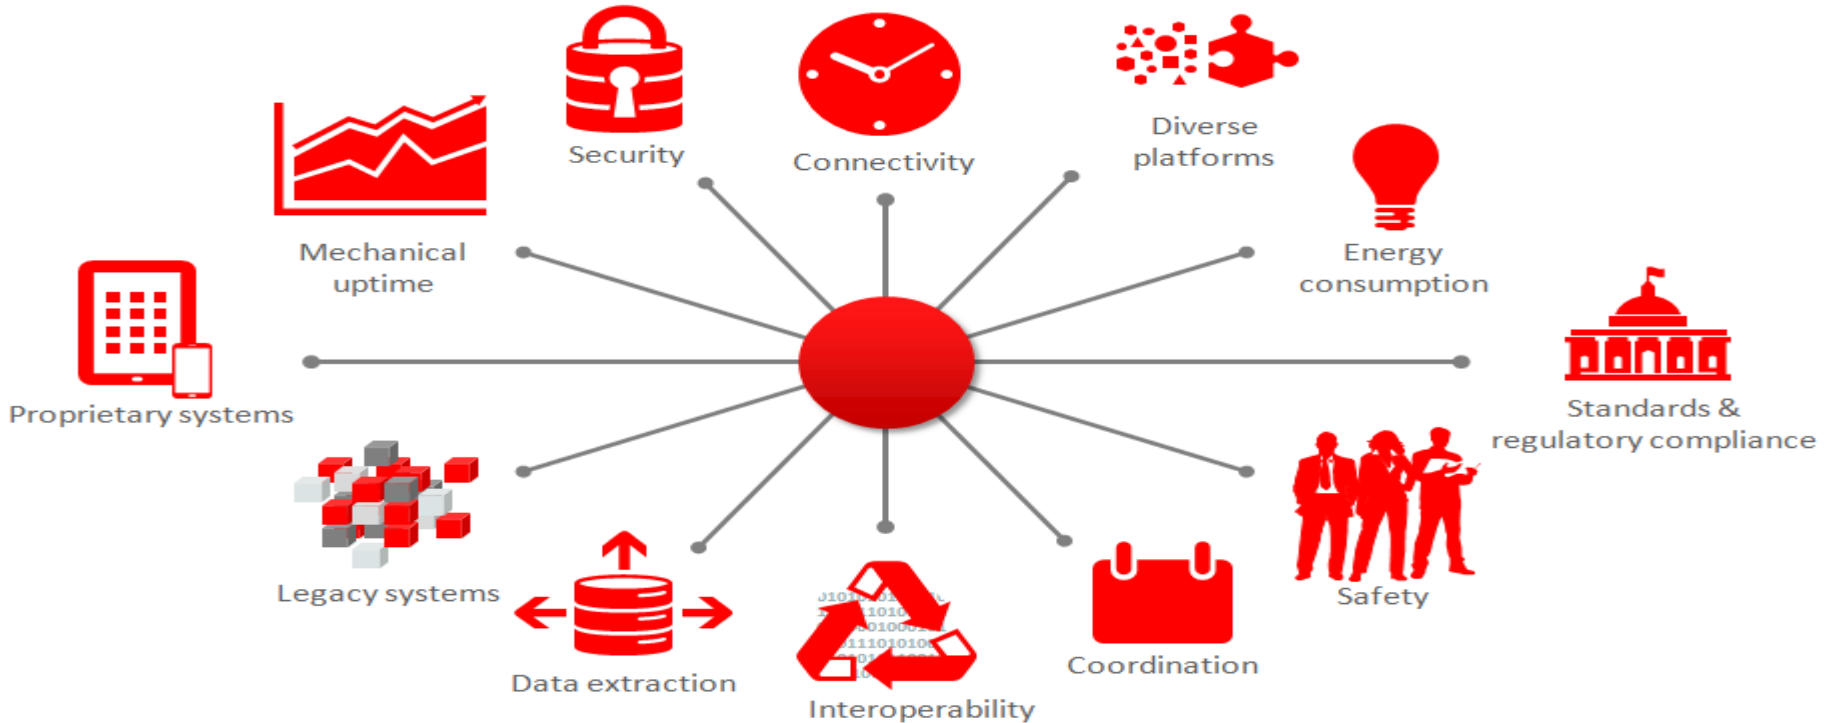 Security
Connectivity
Diverse
platforms
Mechanical
uptime
Energy
consumption
Proprietary systems
Standards &
regulatory compliance
Legacy systems
Safety
Data extraction
Interoperability
Coordination